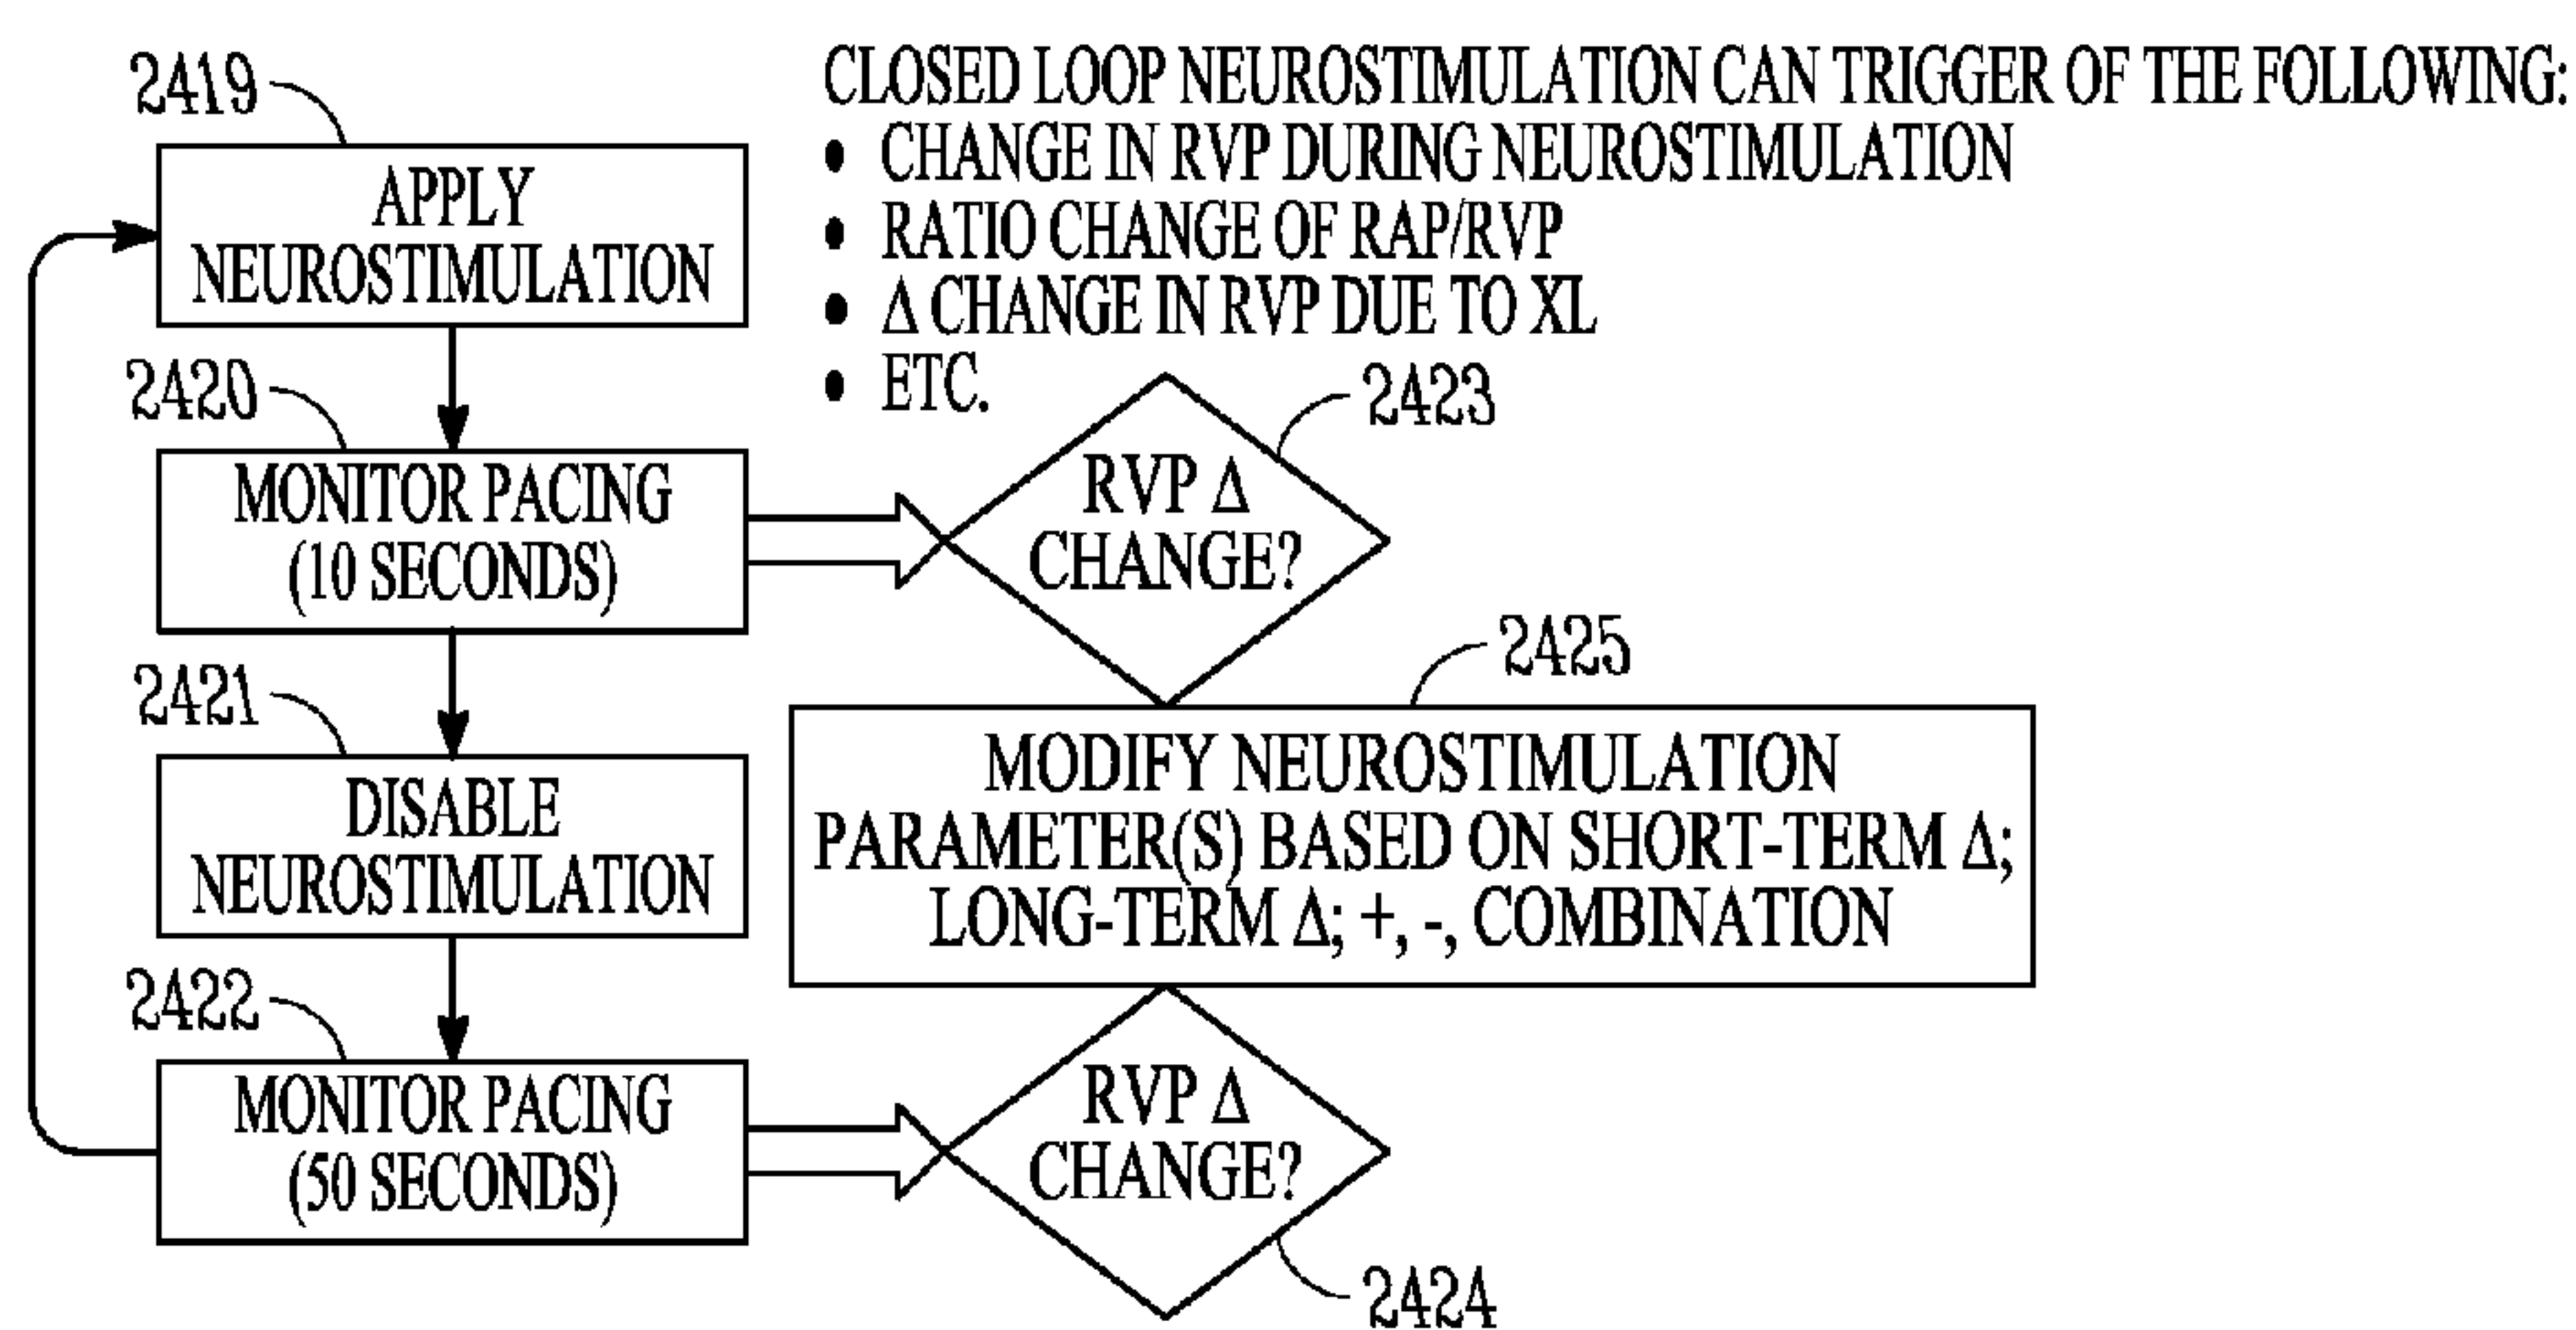 2419
APPLY
NEUROSTIMULATION
CLOSED LOOP NEUROSTIMULATION CAN TRIGGER OF THE FOLLOWING:
• CHANGE IN RVP DURING NEUROSTIMULATION
• RATIO CHANGE OF RAP/RVP
• Δ CHANGE IN RVP DUE TO XL
• ETC.
2420
MONITOR PACING
(10 SECONDS)
2423
RVP Δ
CHANGE?
2421
DISABLE
NEUROSTIMULATION
2425
MODIFY NEUROSTIMULATION
PARAMETER(S) BASED ON SHORT-TERM Δ;
LONG-TERM Δ; +, -, COMBINATION
2422
MONITOR PACING
(50 SECONDS)
RVP Δ
CHANGE?
2424